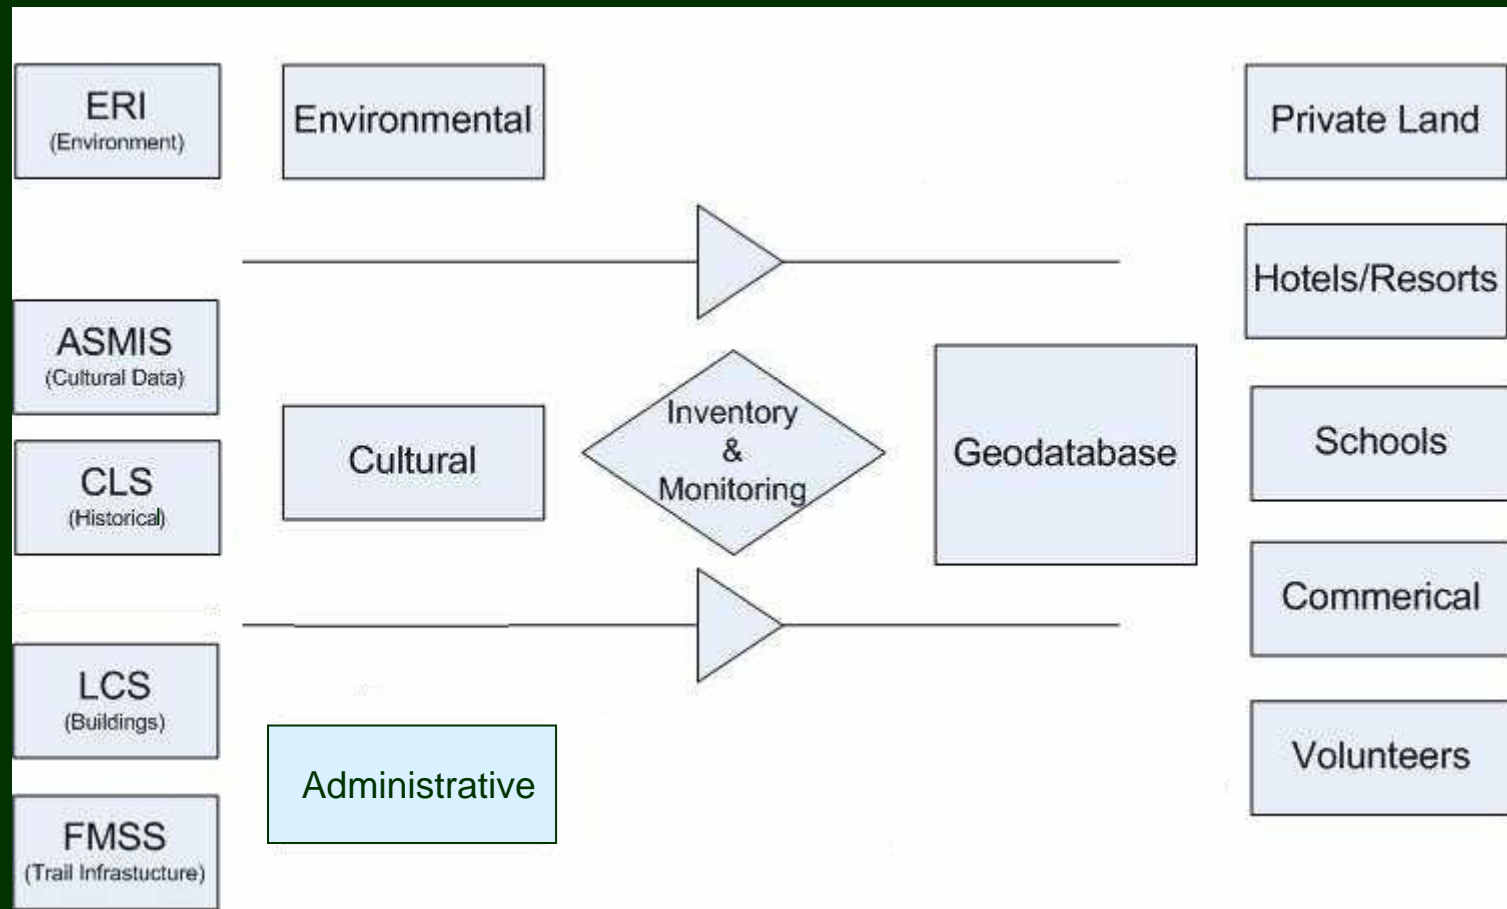 ERI
(Environment)
ASMIS
(Cultural Data)
CLS
(Historical)
LCS
(Buildings)
FMSS
(Trail Infrastucture)
Environmental
Cultural
Administrative
Inventory
&
Monitoring
Geodatabase
Private Land
Hotels/Resorts
Schools
Commerical
Volunteers